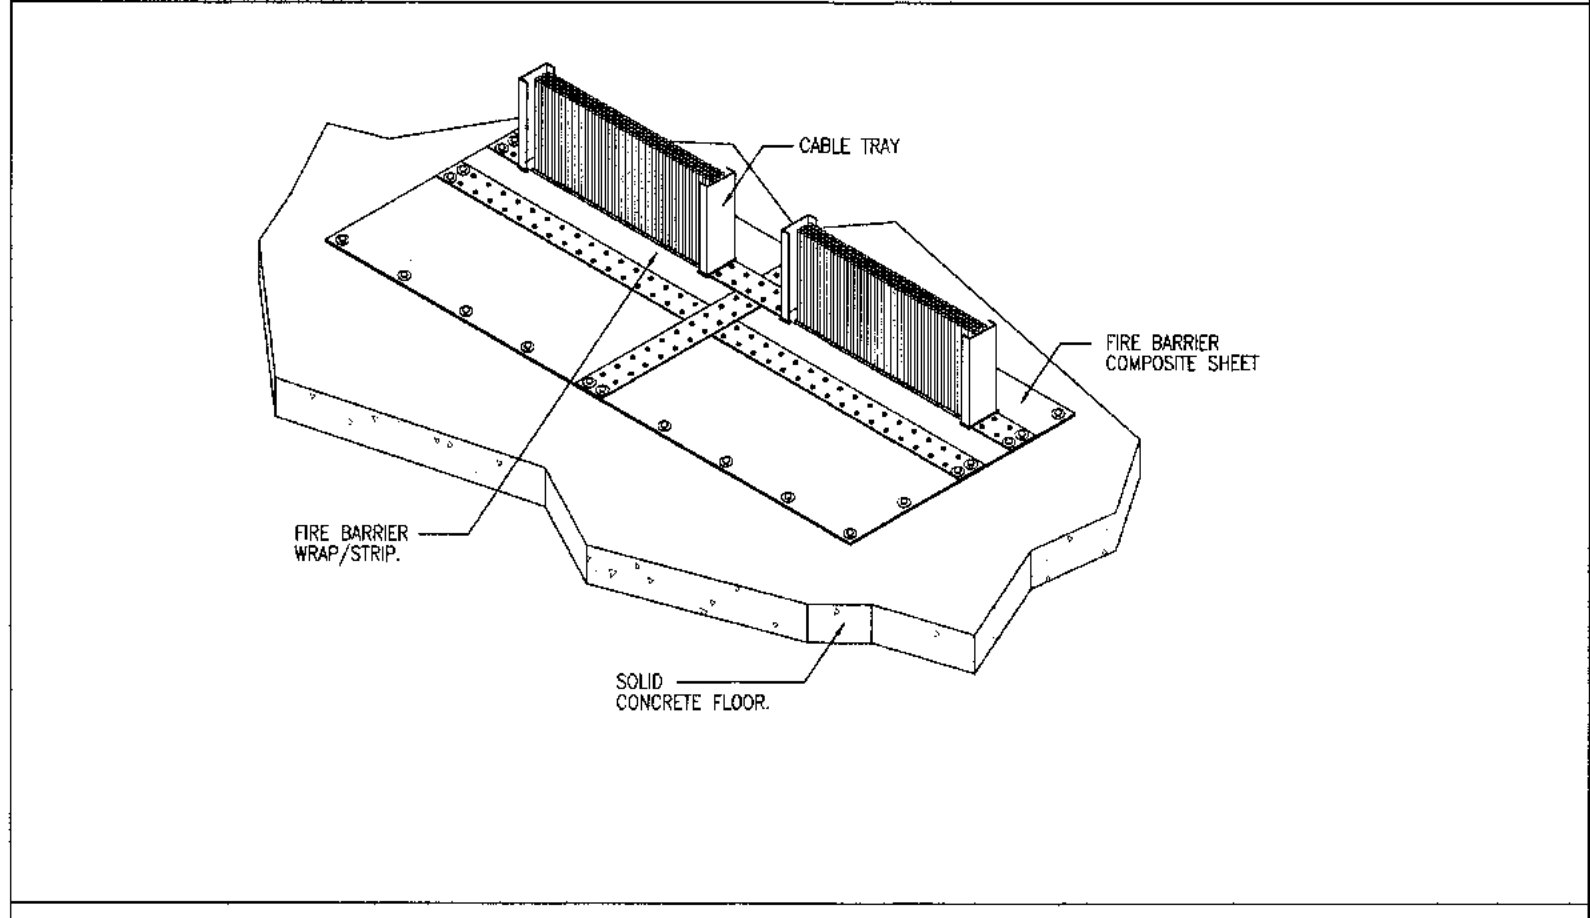 CABLE TRAY
FIRE BARRIER
COMPOSITE SHEET
FIRE BARRIER
WRAP/STRIP.
SOLID
CONCRETE FLOOR.